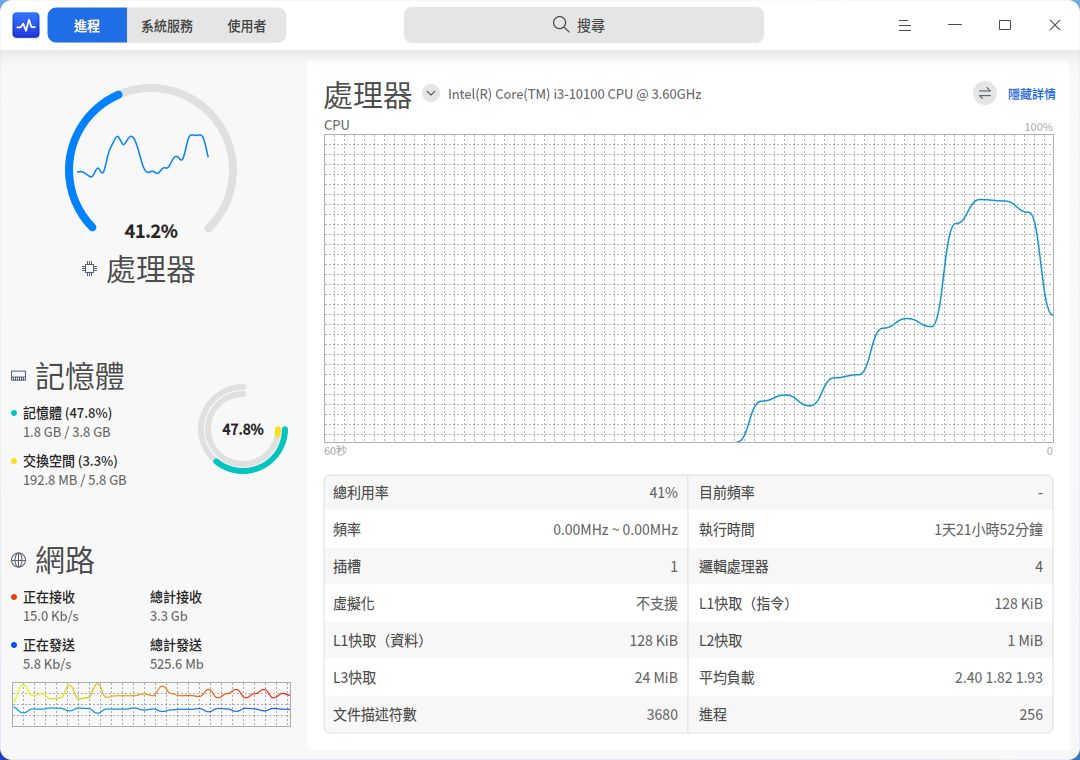 進程 系統服務 使用者 搜尋
41.2%
處理器
記憶體
記憶體 (47.8%)
1.8 GB / 3.8 GB
交換空間 (3.3%)
192.8 MB / 5.8 GB
47.8%
網路
正在接收 總計接收
15.0 Kb/s 3.3 Gb
正在發送 總計發送
5.8 Kb/s 525.6 Mb
處理器 Intel(R) Core(TM) i3-10100 CPU @ 3.60GHz 隱藏詳情
CPU 100%
60秒 0
總利用率 41% 目前頻率 -
頻率 0.00MHz ~ 0.00MHz 執行時間 1天21小時52分鐘
插槽 1 邏輯處理器 4
虛擬化 不支援 L1快取（指令） 128 KiB
L1快取（資料） 128 KiB L2快取 1 MiB
L3快取 24 MiB 平均負載 2.40 1.82 1.93
文件描述符數 3680 進程 256